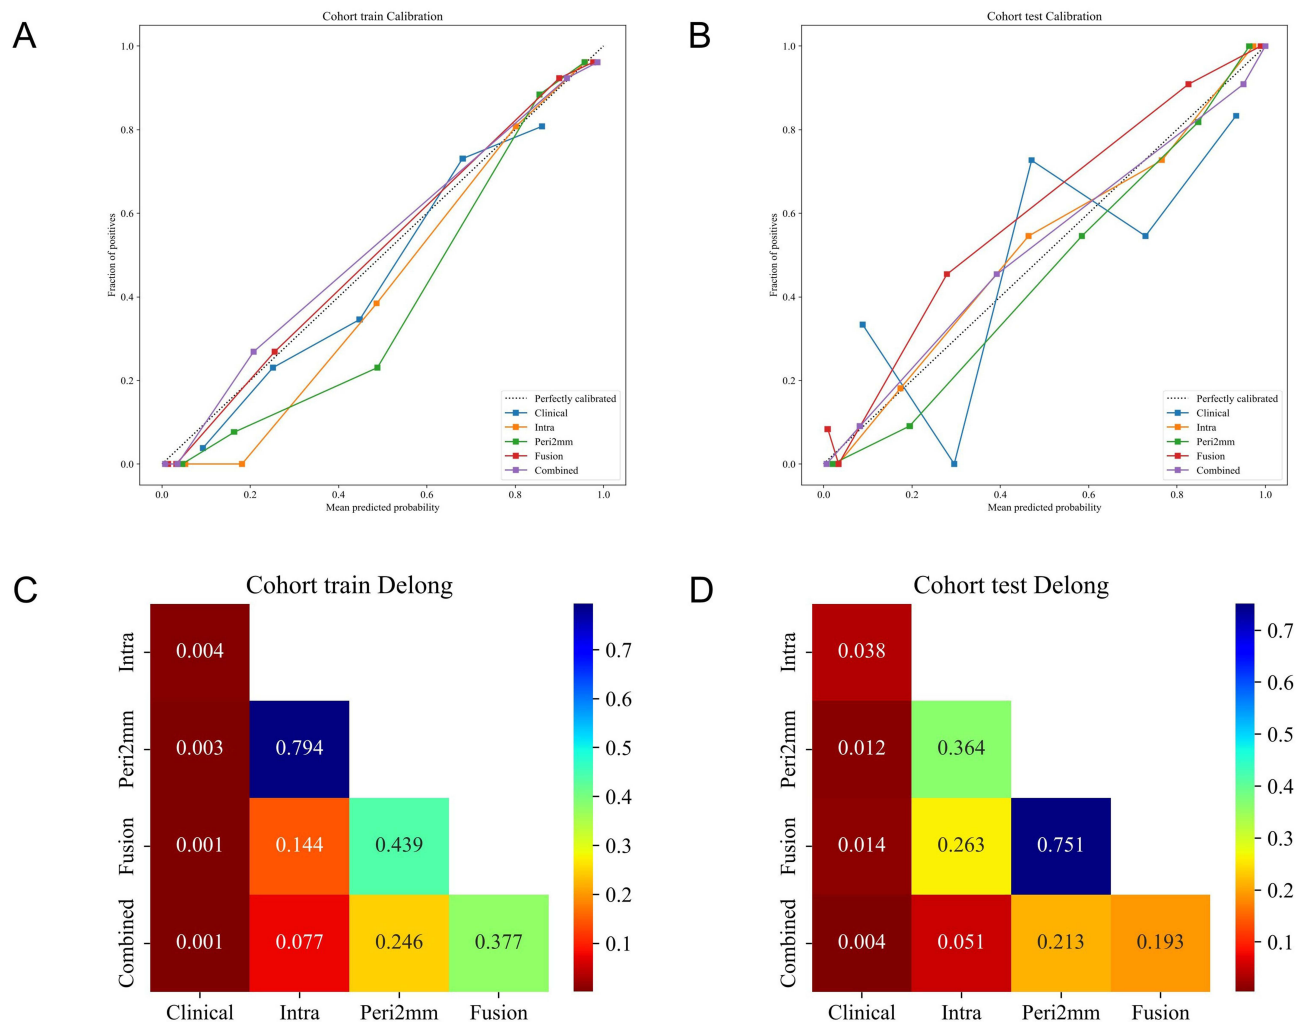 A
Cohort train Calibration
1.0
0.8
0.6
0.4
0.2
0.0
Fraction of positives
0.0 0.2 0.4 0.6 0.8 1.0
Mean predicted probability
Perfectly calibrated
Clinical
Intra
Peri2mm
Fusion
Combined
B
Cohort test Calibration
1.0
0.8
0.6
0.4
0.2
0.0
Fraction of positives
0.0 0.2 0.4 0.6 0.8 1.0
Mean predicted probability
Perfectly calibrated
Clinical
Intra
Peri2mm
Fusion
Combined
C
Cohort train Delong
Intra
0.004
Peri2mm
0.003 0.794
Fusion
0.001 0.144 0.439
Combined
0.001 0.077 0.246 0.377
Clinical Intra Peri2mm Fusion
0.7
0.6
0.5
0.4
0.3
0.2
0.1
D
Cohort test Delong
Intra
0.038
Peri2mm
0.012 0.364
Fusion
0.014 0.263 0.751
Combined
0.004 0.051 0.213 0.193
Clinical Intra Peri2mm Fusion
0.7
0.6
0.5
0.4
0.3
0.2
0.1